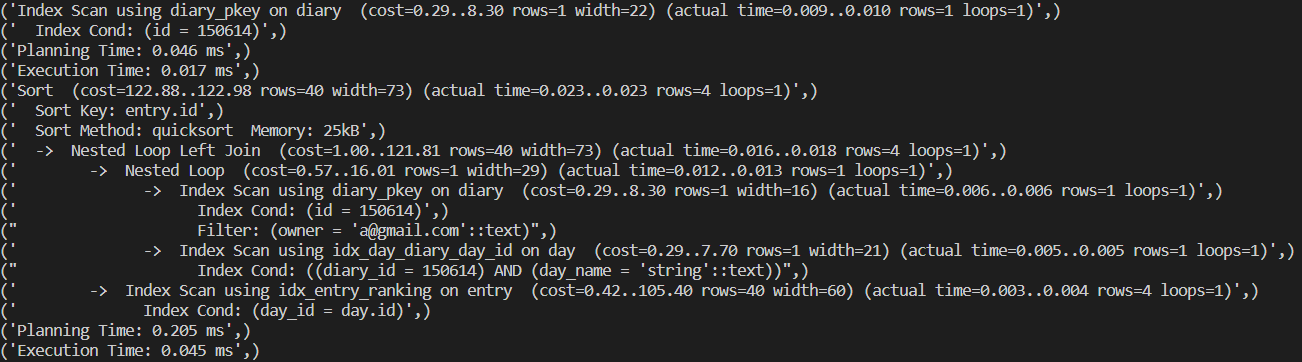 ('Index Scan using diary_pkey on diary  (cost=0.29..8.30 rows=1 width=22) (actual time=0.009..0.010 rows=1 loops=1)',)
('  Index Cond: (id = 150614)',)
('Planning Time: 0.046 ms',)
('Execution Time: 0.017 ms',)
('Sort  (cost=122.88..122.98 rows=40 width=73) (actual time=0.023..0.023 rows=4 loops=1)',)
('  Sort Key: entry.id',)
('  Sort Method: quicksort  Memory: 25kB',)
('  ->  Nested Loop Left Join  (cost=1.00..121.81 rows=40 width=73) (actual time=0.016..0.018 rows=4 loops=1)',)
('        ->  Nested Loop  (cost=0.57..16.01 rows=1 width=29) (actual time=0.012..0.013 rows=1 loops=1)',)
('              ->  Index Scan using diary_pkey on diary  (cost=0.29..8.30 rows=1 width=16) (actual time=0.006..0.006 rows=1 loops=1)',)
('                    Index Cond: (id = 150614)',)
("                    Filter: (owner = 'a@gmail.com'::text)",)
('              ->  Index Scan using idx_day_diary_day_id on day  (cost=0.29..7.70 rows=1 width=21) (actual time=0.005..0.005 rows=1 loops=1)',)
("                    Index Cond: ((diary_id = 150614) AND (day_name = 'string'::text))",)
('        ->  Index Scan using idx_entry_ranking on entry  (cost=0.42..105.40 rows=40 width=60) (actual time=0.003..0.004 rows=4 loops=1)',)
('              Index Cond: (day_id = day.id)',)
('Planning Time: 0.205 ms',)
('Execution Time: 0.045 ms',)